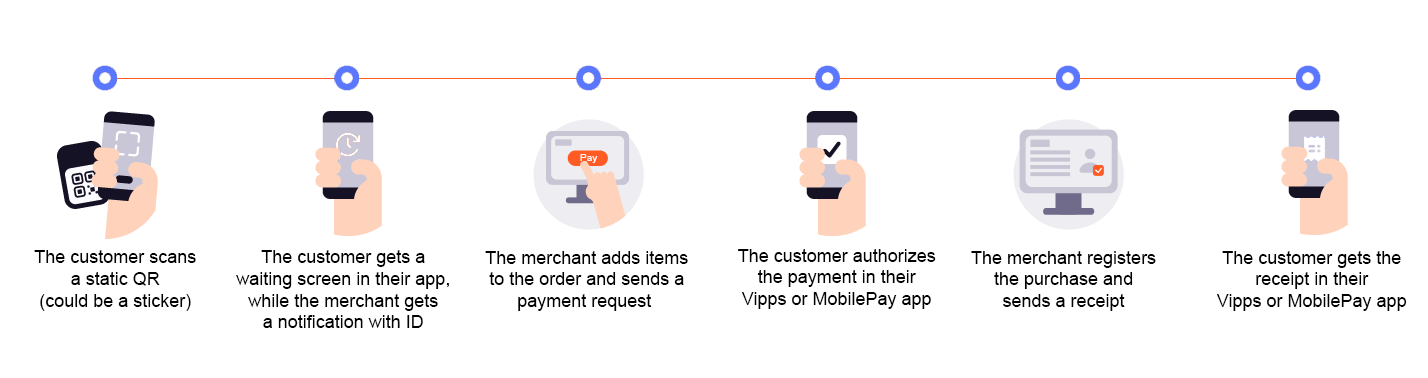 Pay
The customer scans
a static QR
(could be a sticker)
The customer gets a
waiting screen in their app,
while the merchant gets
a notification with ID
The merchant adds items
to the order and sends a
payment request
The customer authorizes
the payment in their
Vipps or MobilePay app
The merchant registers
the purchase and
sends a receipt
The customer gets the
receipt in their
Vipps or MobilePay app